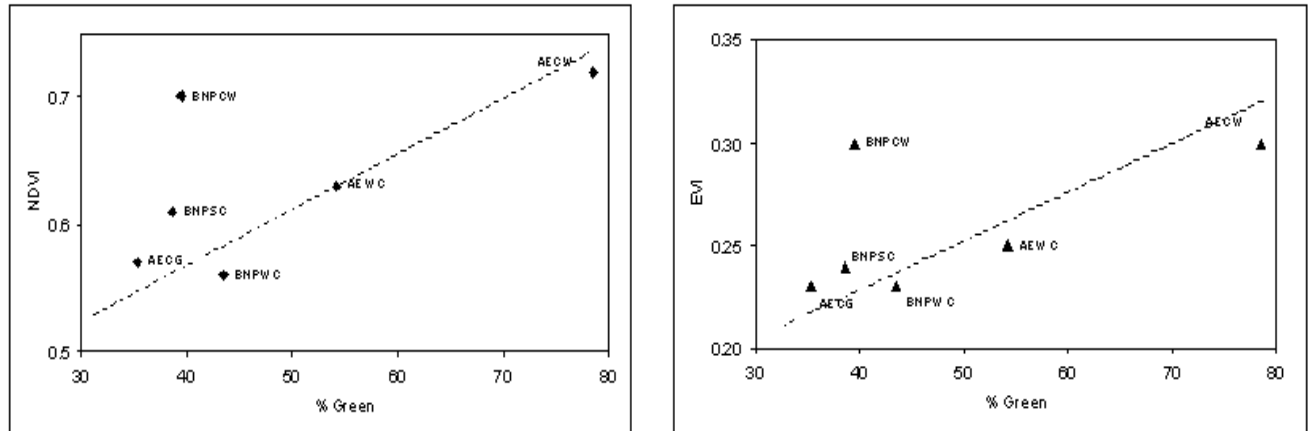 NDVI
0.7
0.6
0.5
30 40 50 60 70 80
% Green
AECW
BNPCW
AEWC
BNPSC
AECG
BNPWC
EVI
0.35
0.30
0.25
0.20
30 40 50 60 70 80
% Green
AECW
BNPCW
AEWC
BNPSC
AECG
BNPWC